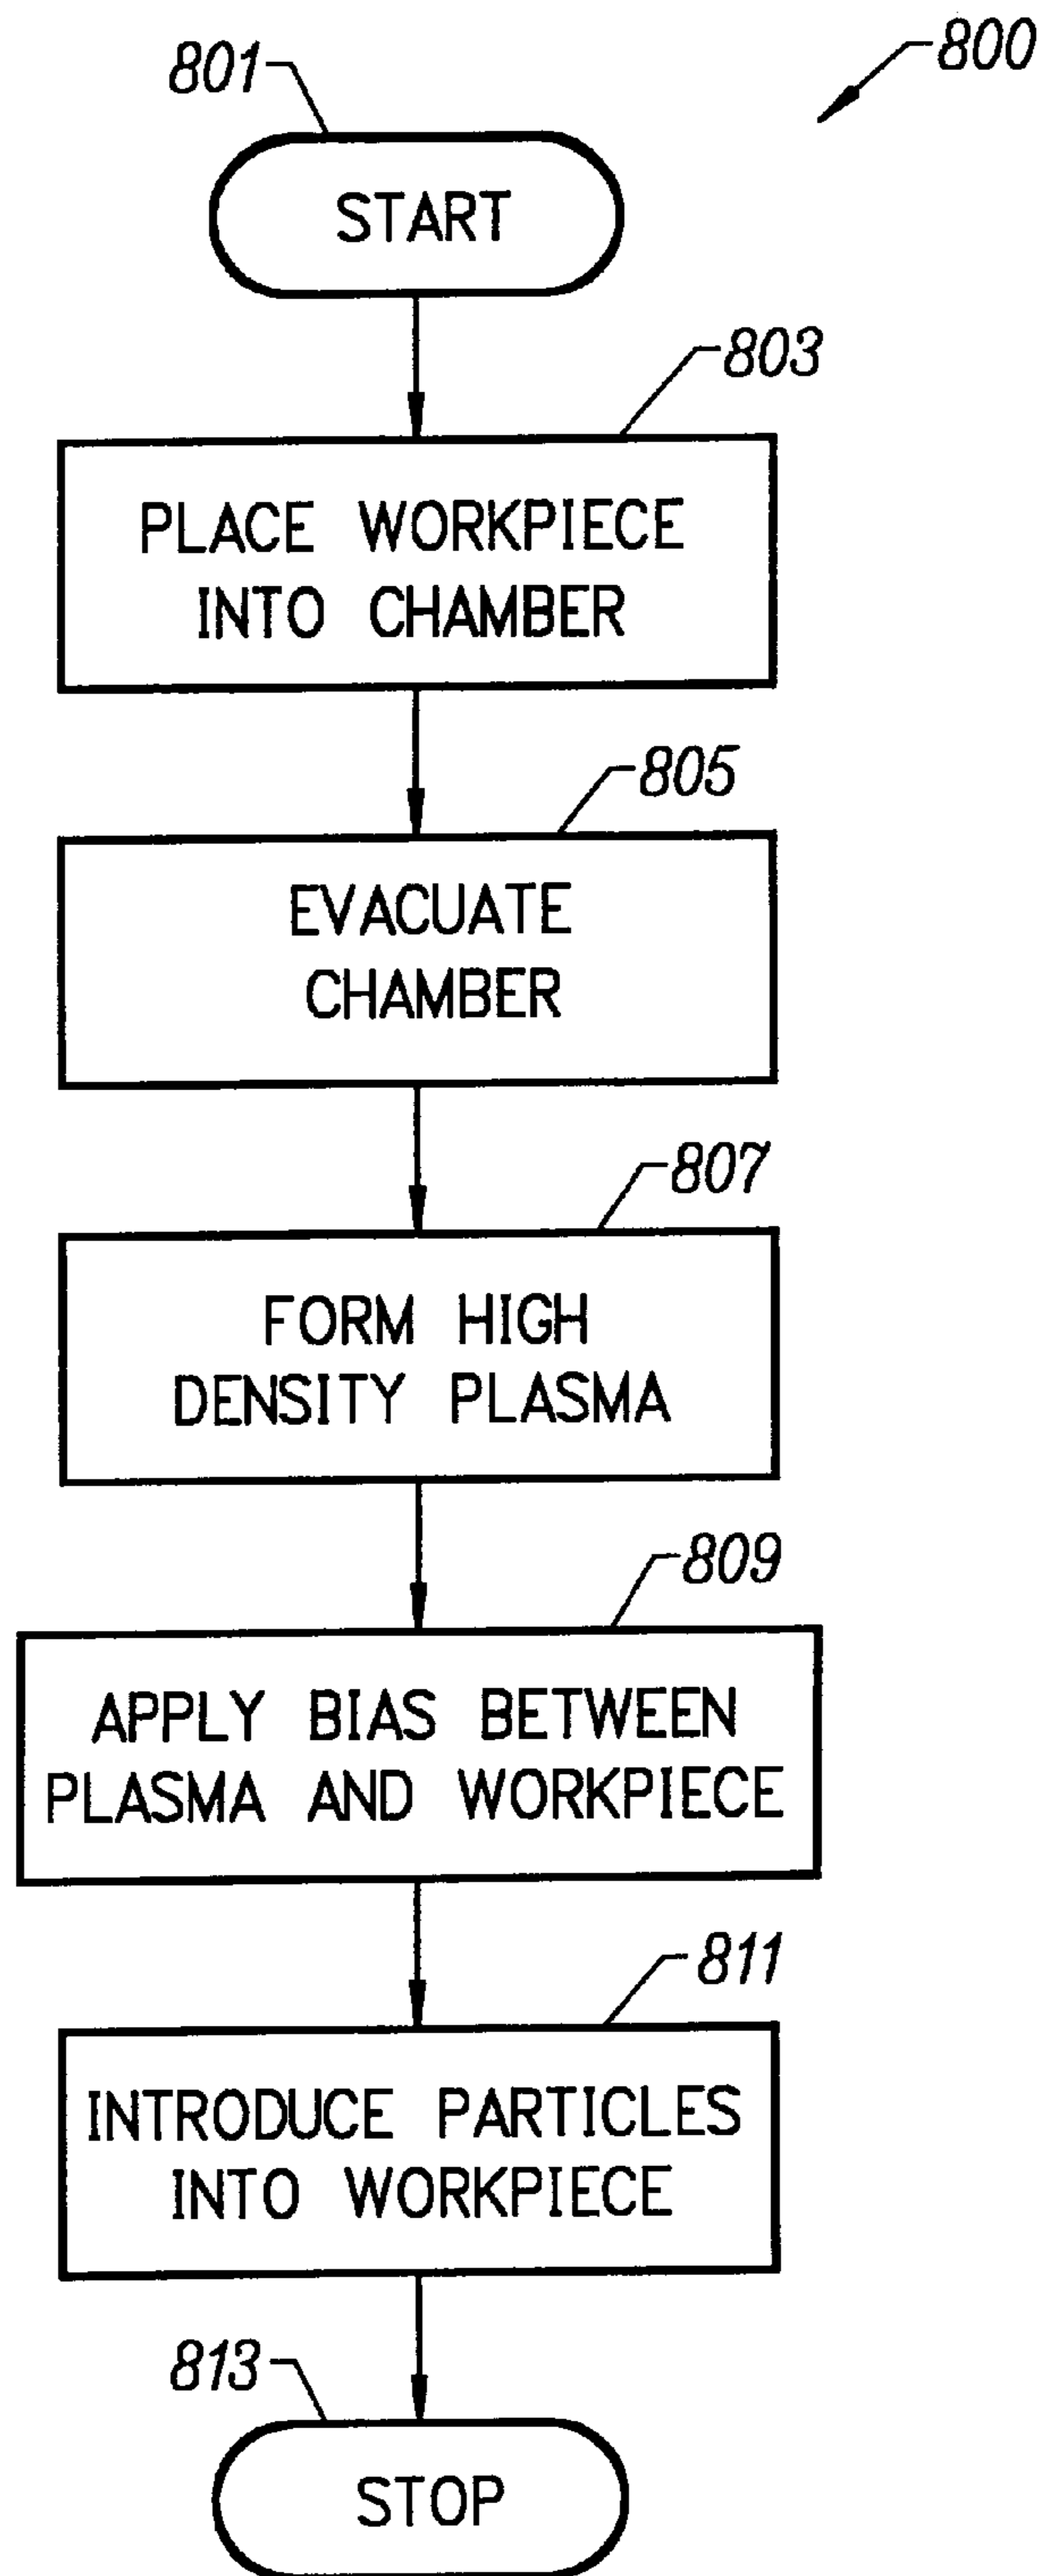 800
801
START
803
PLACE WORKPIECE
INTO CHAMBER
805
EVACUATE
CHAMBER
807
FORM HIGH
DENSITY PLASMA
809
APPLY BIAS BETWEEN
PLASMA AND WORKPIECE
811
INTRODUCE PARTICLES
INTO WORKPIECE
813
STOP